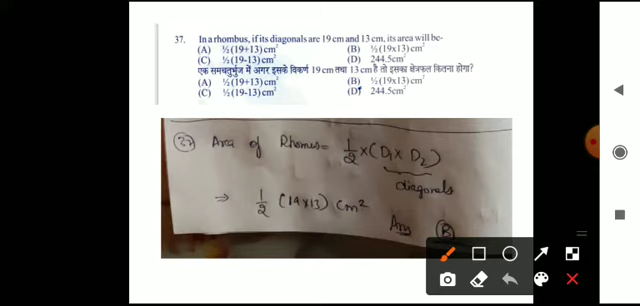 37. In a rhombus, if its diagonals are 19 cm and 13 cm, its area will be-
(A) ½ (19+13) cm² (B) ½ (19x13) cm²
(C) ½ (19-13) cm² (D) 244.5cm²
एक समचतुर्भुज में अगर इसके विकर्ण 19 cm तथा 13 cm है तो इसका क्षेत्रफल कितना होगा?
(A) ½ (19+13) cm² (B) ½ (19x13) cm²
(C) ½ (19-13) cm² (D) 244.5cm²
37 Area of Rhomus= 1/2 × (D1 × D2)
diagonals
⇒ 1/2 (19×13) cm²
Ans B